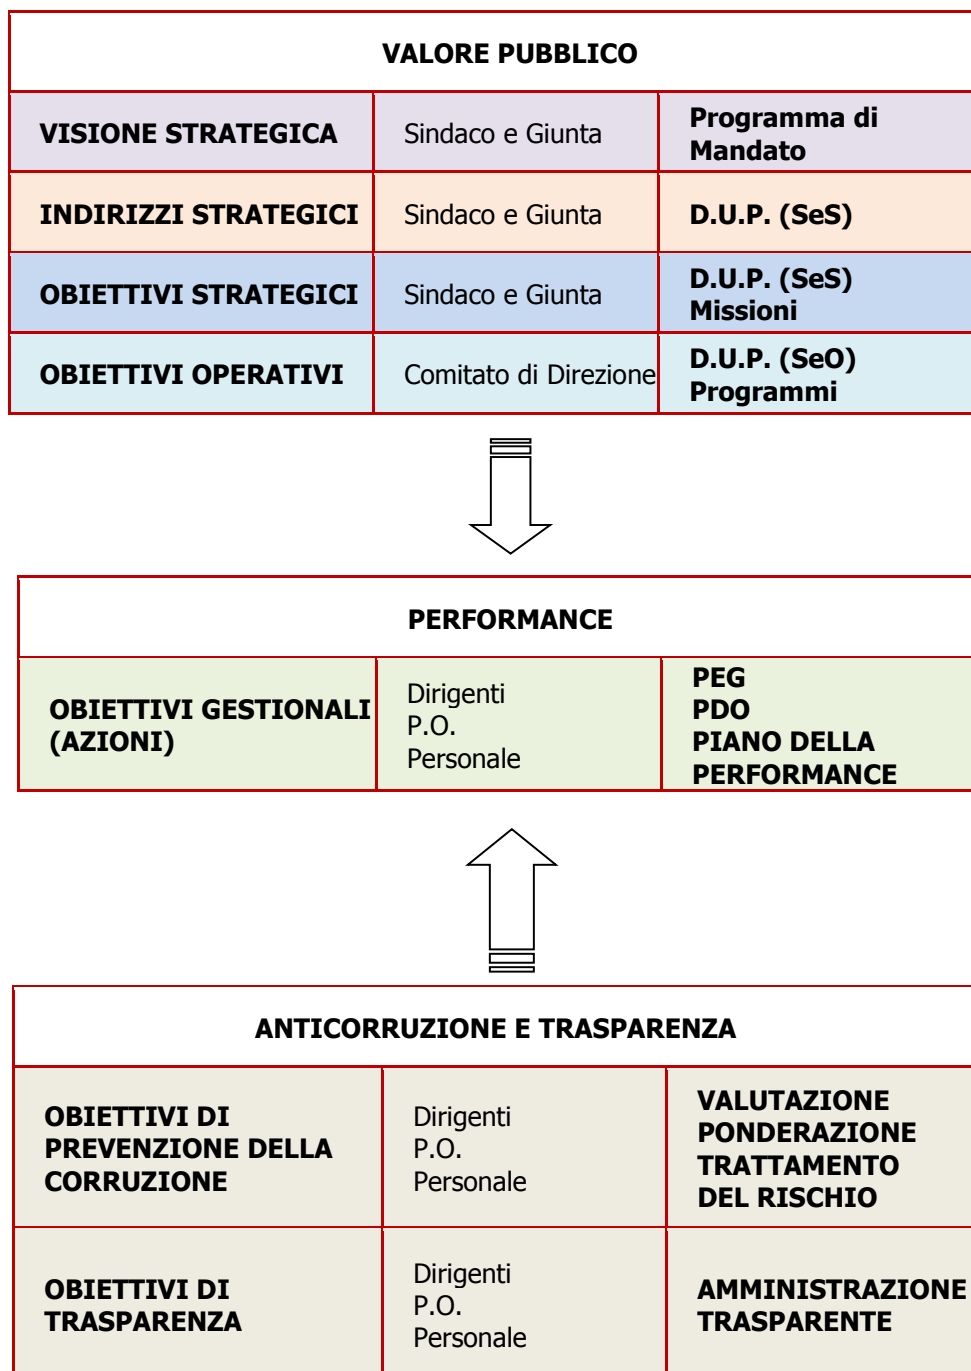 VALORE PUBBLICO
VISIONE STRATEGICA
Sindaco e Giunta
Programma di
Mandato
INDIRIZZI STRATEGICI
Sindaco e Giunta
D.U.P. (SeS)
OBIETTIVI STRATEGICI
Sindaco e Giunta
D.U.P. (SeS)
Missioni
OBIETTIVI OPERATIVI
Comitato di Direzione
D.U.P. (SeO)
Programmi
PERFORMANCE
OBIETTIVI GESTIONALI
(AZIONI)
Dirigenti
P.O.
Personale
PEG
PDO
PIANO DELLA
PERFORMANCE
ANTICORRUZIONE E TRASPARENZA
OBIETTIVI DI
PREVENZIONE DELLA
CORRUZIONE
Dirigenti
P.O.
Personale
VALUTAZIONE
PONDERAZIONE
TRATTAMENTO
DEL RISCHIO
OBIETTIVI DI
TRASPARENZA
Dirigenti
P.O.
Personale
AMMINISTRAZIONE
TRASPARENTE